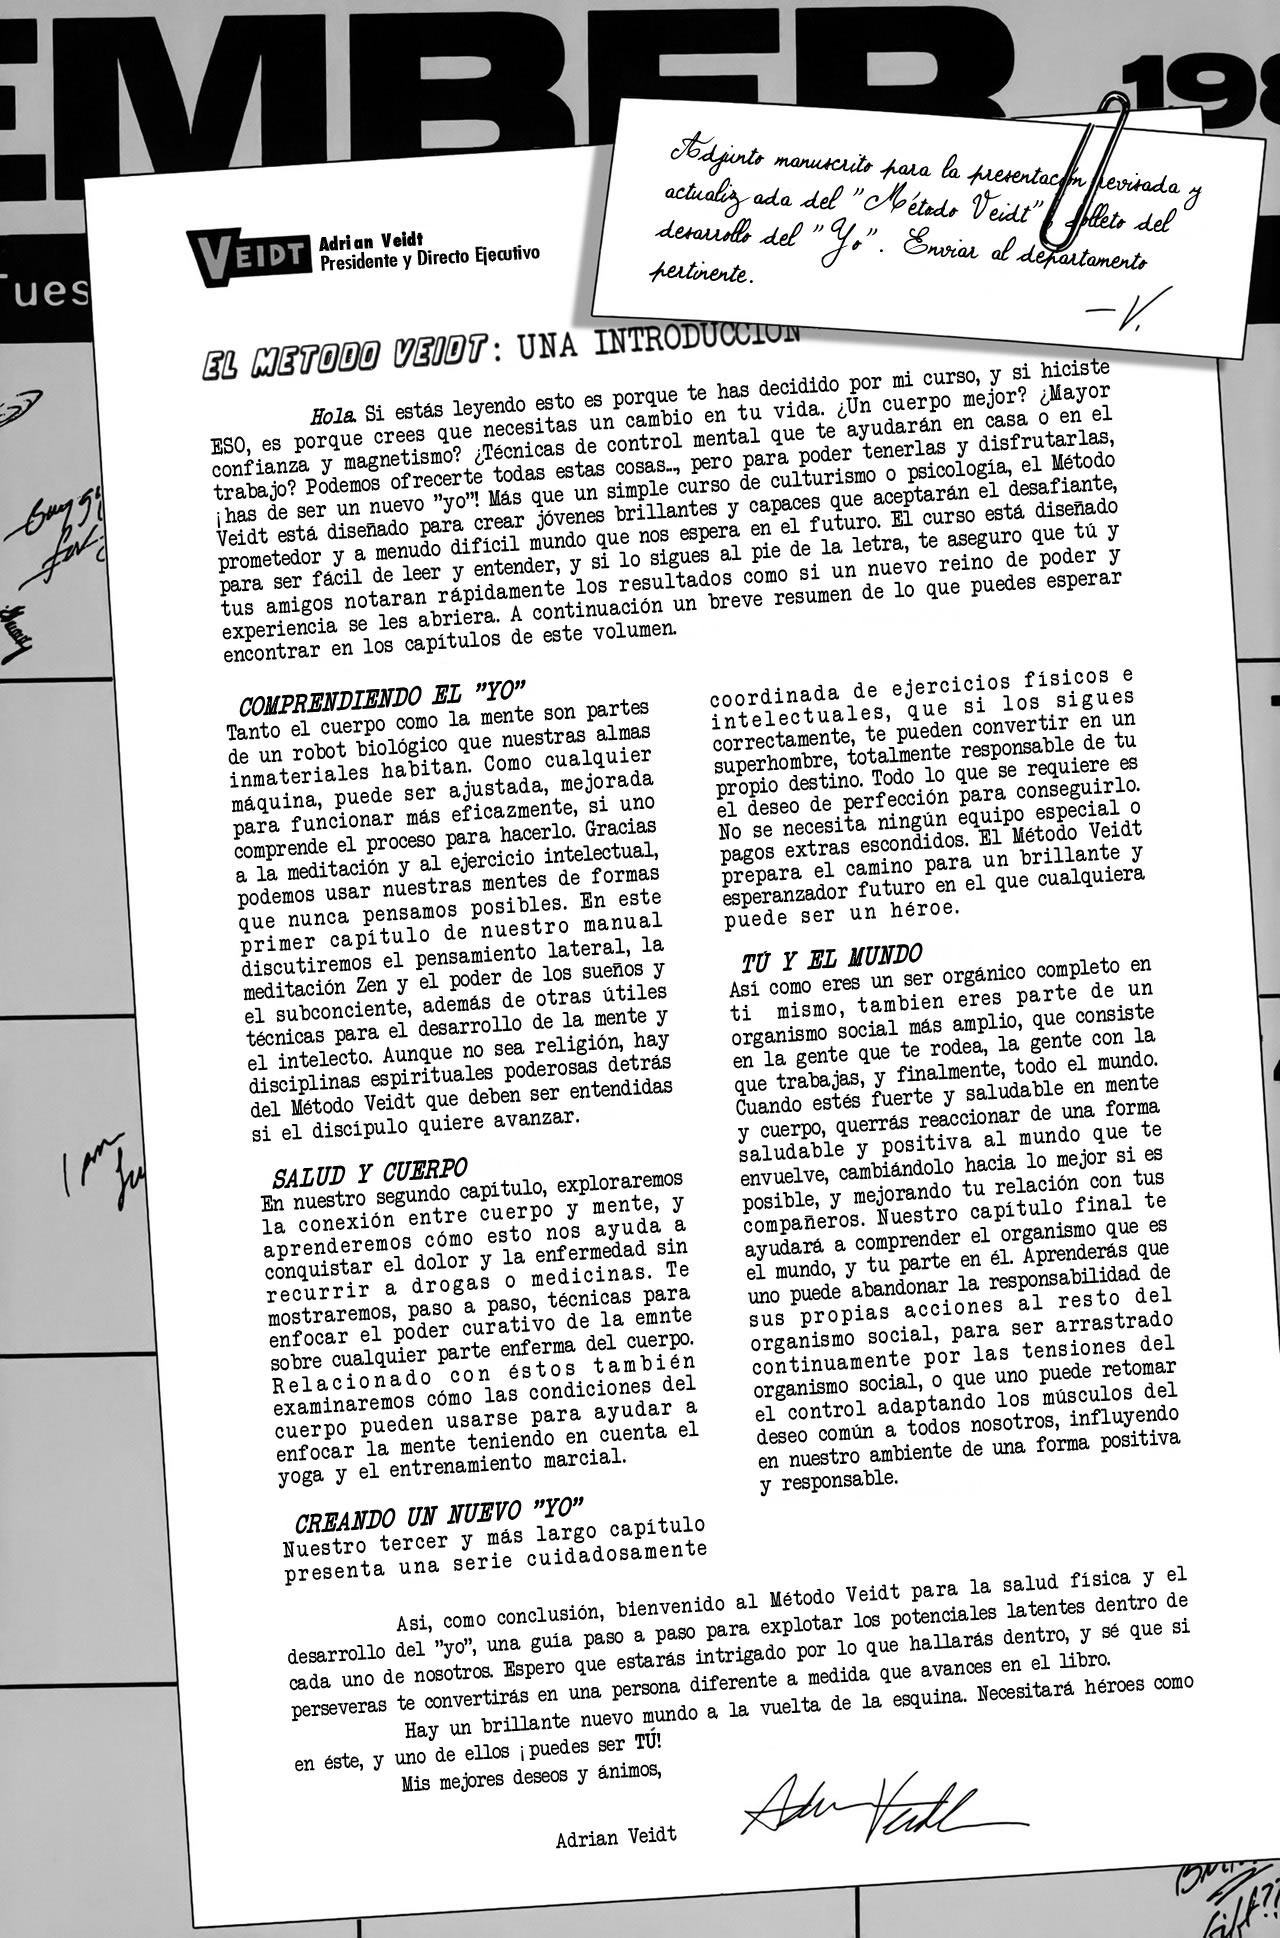 EMBER 198
Tues
Adjunto manuscrito para la presentación revisada y
actualiz ada del "Método Veidt" folleto del
desarrollo del "Yo". Enviar al departamento
pertinente.
—V.
VEIDT
Adrian Veidt
Presidente y Directo Ejecutivo
EL METODO VEIDT: UNA INTRODUCCIÓN
Hola. Si estás leyendo esto es porque te has decidido por mi curso, y si hiciste
ESO, es porque crees que necesitas un cambio en tu vida. ¿Un cuerpo mejor? ¿Mayor
confianza y magnetismo? ¿Técnicas de control mental que te ayudarán en casa o en el
trabajo? Podemos ofrecerte todas estas cosas.., pero para poder tenerlas y disfrutarlas,
¡has de ser un nuevo "yo"! Más que un simple curso de culturismo o psicología, el Método
Veidt está diseñado para crear jóvenes brillantes y capaces que aceptarán el desafiante,
prometedor y a menudo difícil mundo que nos espera en el futuro. El curso está diseñado
para ser fácil de leer y entender, y si lo sigues al pie de la letra, te aseguro que tú y
tus amigos notaran rápidamente los resultados como si un nuevo reino de poder y
experiencia se les abriera. A continuación un breve resumen de lo que puedes esperar
encontrar en los capítulos de este volumen.
COMPRENDIENDO EL "YO"
Tanto el cuerpo como la mente son partes
de un robot biológico que nuestras almas
inmateriales habitan. Como cualquier
máquina, puede ser ajustada, mejorada
para funcionar más eficazmente, si uno
comprende el proceso para hacerlo. Gracias
a la meditación y al ejercicio intelectual,
podemos usar nuestras mentes de formas
que nunca pensamos posibles. En este
primer capítulo de nuestro manual
discutiremos el pensamiento lateral, la
meditación Zen y el poder de los sueños y
el subconciente, además de otras útiles
técnicas para el desarrollo de la mente y
el intelecto. Aunque no sea religión, hay
disciplinas espirituales poderosas detrás
del Método Veidt que deben ser entendidas
si el discípulo quiere avanzar.
SALUD Y CUERPO
En nuestro segundo capítulo, exploraremos
la conexión entre cuerpo y mente, y
aprenderemos cómo esto nos ayuda a
conquistar el dolor y la enfermedad sin
recurrir a drogas o medicinas. Te
mostraremos, paso a paso, técnicas para
enfocar el poder curativo de la emnte
sobre cualquier parte enferma del cuerpo.
Relacionado con éstos también
examinaremos cómo las condiciones del
cuerpo pueden usarse para ayudar a
enfocar la mente teniendo en cuenta el
yoga y el entrenamiento marcial.
CREANDO UN NUEVO "YO"
Nuestro tercer y más largo capítulo
presenta una serie cuidadosamente
coordinada de ejercicios físicos e
intelectuales, que si los sigues
correctamente, te pueden convertir en un
superhombre, totalmente responsable de tu
propio destino. Todo lo que se requiere es
el deseo de perfección para conseguirlo.
No se necesita ningún equipo especial o
pagos extras escondidos. El Método Veidt
prepara el camino para un brillante y
esperanzador futuro en el que cualquiera
puede ser un héroe.
TÚ Y EL MUNDO
Así como eres un ser orgánico completo en
ti mismo, tambien eres parte de un
organismo social más amplio, que consiste
en la gente que te rodea, la gente con la
que trabajas, y finalmente, todo el mundo.
Cuando estés fuerte y saludable en mente
y cuerpo, querrás reaccionar de una forma
saludable y positiva al mundo que te
envuelve, cambiándolo hacia lo mejor si es
posible, y mejorando tu relación con tus
compañeros. Nuestro capítulo final te
ayudará a comprender el organismo que es
el mundo, y tu parte en él. Aprenderás que
uno puede abandonar la responsabilidad de
sus propias acciones al resto del
organismo social, para ser arrastrado
continuamente por las tensiones del
organismo social, o que uno puede retomar
el control adaptando los músculos del
deseo común a todos nosotros, influyendo
en nuestro ambiente de una forma positiva
y responsable.
Asi, como conclusión, bienvenido al Método Veidt para la salud física y el
desarrollo del "yo", una guía paso a paso para explotar los potenciales latentes dentro de
cada uno de nosotros. Espero que estarás intrigado por lo que hallarás dentro, y sé que si
perseveras te convertirás en una persona diferente a medida que avances en el libro.
Hay un brillante nuevo mundo a la vuelta de la esquina. Necesitará héroes como
en éste, y uno de ellos ¡puedes ser TÚ!
Mis mejores deseos y ánimos,
Adrian Veidt
Adrian Veidt
I am
Gift??